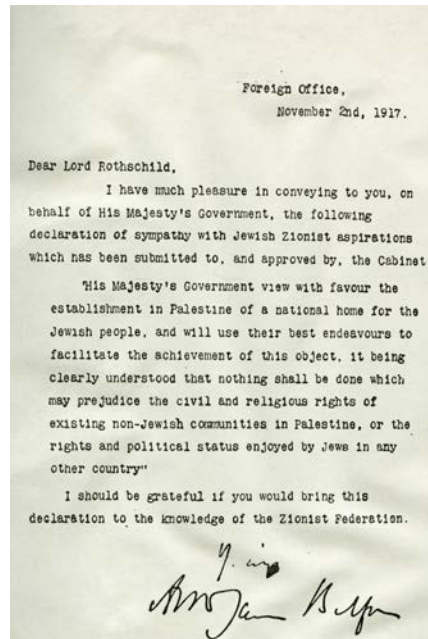 Foreign Office,
November 2nd, 1917.
Dear Lord Rothschild,
I have much pleasure in conveying to you, on
behalf of His Majesty's Government, the following
declaration of sympathy with Jewish Zionist aspirations
which has been submitted to, and approved by, the Cabinet
"His Majesty's Government view with favour the
establishment in Palestine of a national home for the
Jewish people, and will use their best endeavours to
facilitate the achievement of this object, it being
clearly understood that nothing shall be done which
may prejudice the civil and religious rights of
existing non-Jewish communities in Palestine, or the
rights and political status enjoyed by Jews in any
other country"
I should be grateful if you would bring this
declaration to the knowledge of the Zionist Federation.